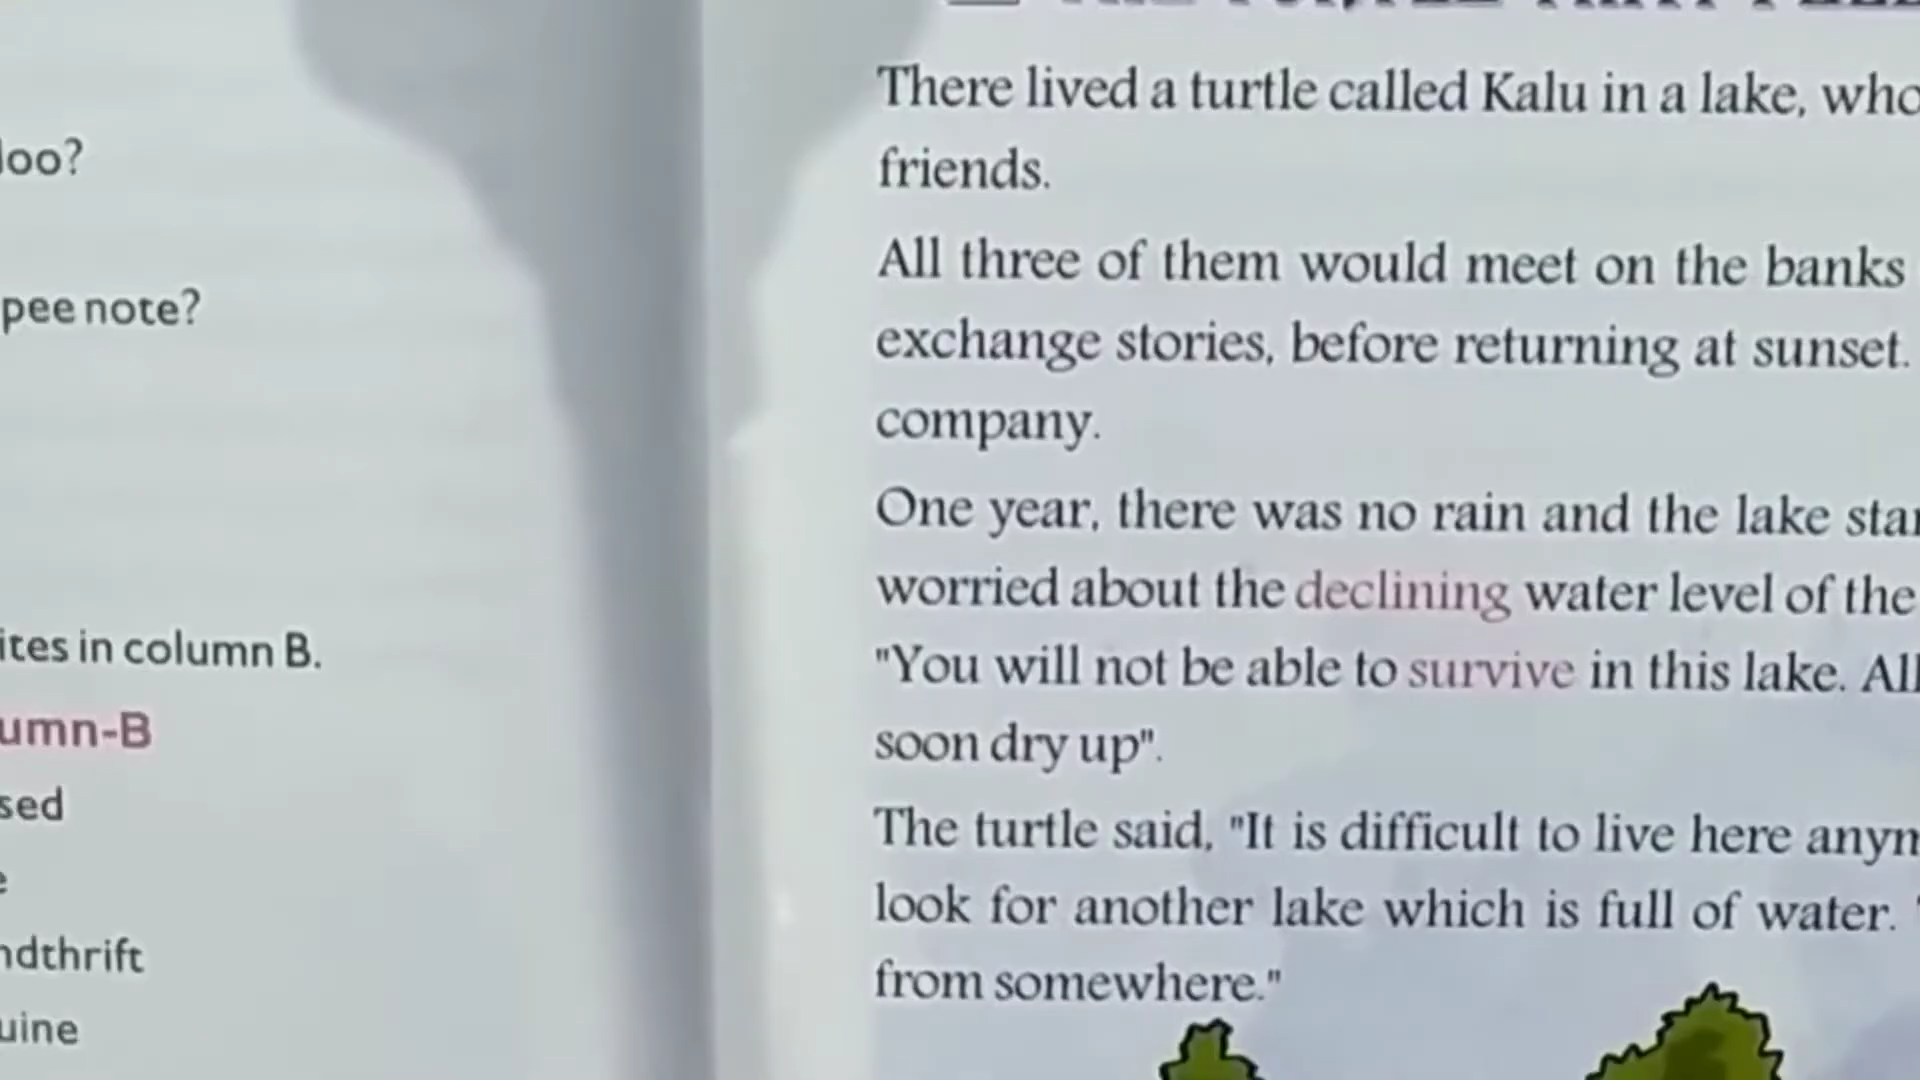 loo?
pee note?
ites in column B.
umn-B
sed
e
ndthrift
uine
There lived a turtle called Kalu in a lake, who
friends.
All three of them would meet on the banks
exchange stories, before returning at sunset.
company.
One year, there was no rain and the lake star
worried about the declining water level of the
"You will not be able to survive in this lake. All
soon dry up".
The turtle said, "It is difficult to live here anym
look for another lake which is full of water.
from somewhere."